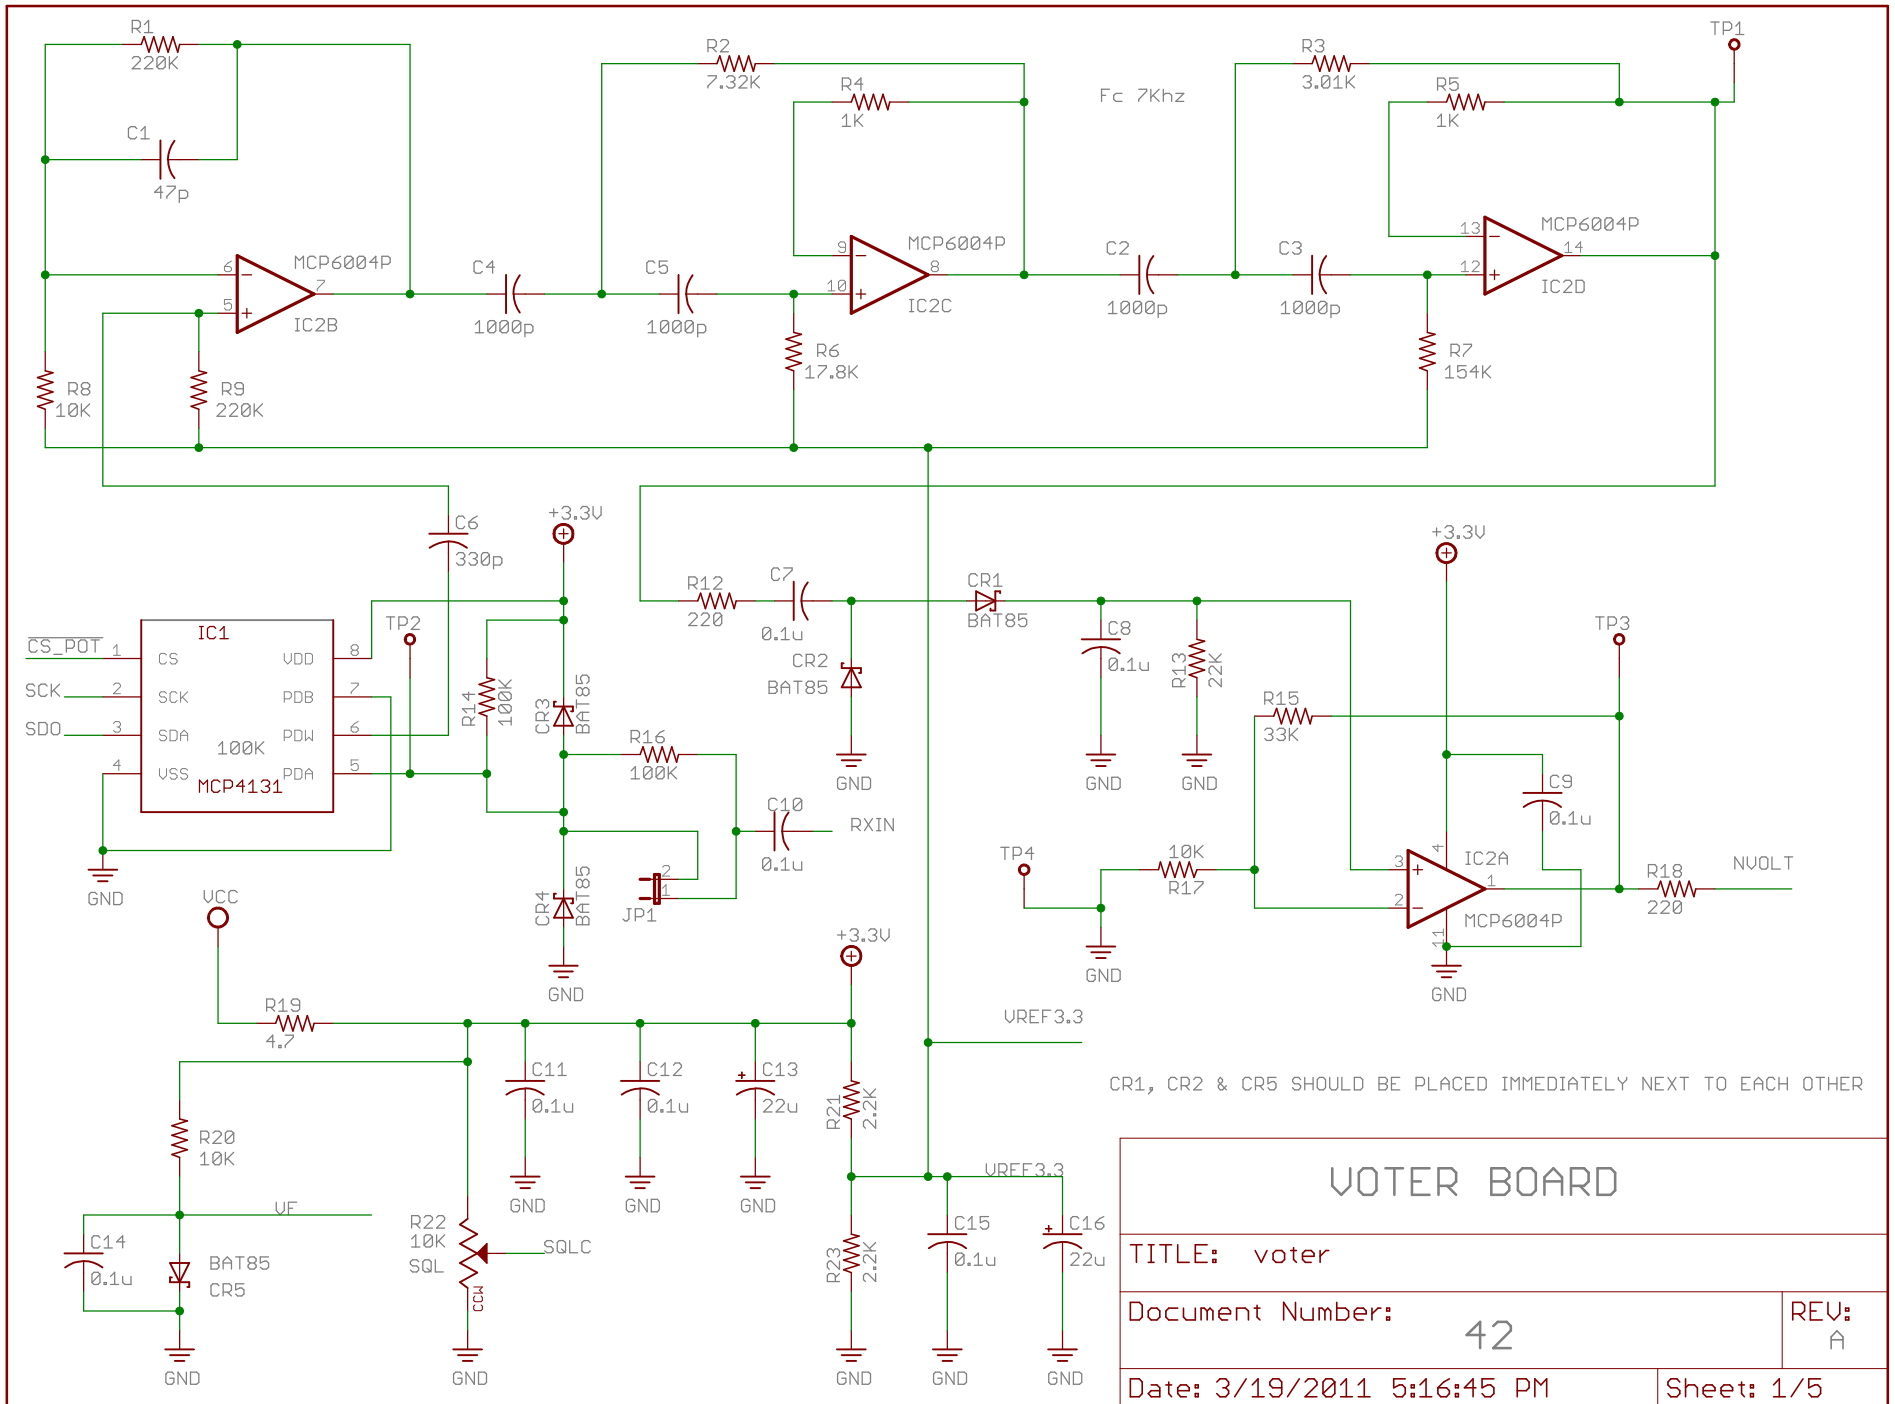 R1
220K
C1
47p
R2
7.32K
R4
1K
Fc 7Khz
R3
3.01K
R5
1K
TP1
6
5
7
MCP6004P
IC2B
C4
1000p
C5
1000p
9
10
8
MCP6004P
IC2C
C2
1000p
C3
1000p
13
12
14
MCP6004P
IC2D
R8
10K
R9
220K
R6
17.8K
R7
154K
C6
330p
+3.3V
+3.3V
CS_POT
SCK
SDO
1
2
3
4
IC1
CS
SCK
SDA
VSS
VDD
PDB
PDW
PDA
100K
MCP4131
8
7
6
5
TP2
GND
R14
100K
CR3
BAT85
R16
100K
C10
0.1u
RXIN
CR4
BAT85
2
1
JP1
GND
R12
220
C7
0.1u
CR1
BAT85
CR2
BAT85
GND
C8
0.1u
GND
R13
22K
GND
TP3
R15
33K
C9
0.1u
TP4
10K
R17
GND
3
2
4
11
1
IC2A
MCP6004P
GND
R18
220
NVOLT
VCC
R19
4.7
+3.3V
R20
10K
VF
C14
0.1u
BAT85
CR5
GND
R22
10K
SQL
CCW
SQLC
GND
C11
0.1u
GND
C12
0.1u
GND
C13
22u
GND
R21
2.2K
VREF3.3
VREF3.3
R23
2.2K
GND
C15
0.1u
GND
C16
22u
GND
CR1, CR2 & CR5 SHOULD BE PLACED IMMEDIATELY NEXT TO EACH OTHER
VOTER BOARD
TITLE: voter
Document Number:
42
REV:
A
Date: 3/19/2011 5:16:45 PM
Sheet: 1/5